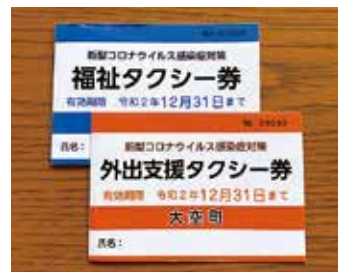 新型コロナウイルス感染症対策
福祉タクシー券
有効期限 令和2年12月31日まで
氏名：
新型コロナウイルス感染症対策
外出支援タクシー券
有効期限 令和2年12月31日まで
大空町
氏名：